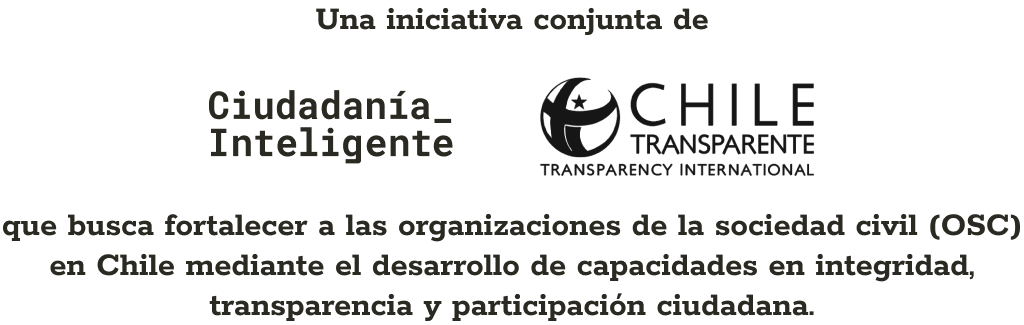 Una iniciativa conjunta de
Ciudadanía_
Inteligente
CHILE
TRANSPARENTE
TRANSPARENCY INTERNATIONAL
que busca fortalecer a las organizaciones de la sociedad civil (OSC)
en Chile mediante el desarrollo de capacidades en integridad,
transparencia y participación ciudadana.